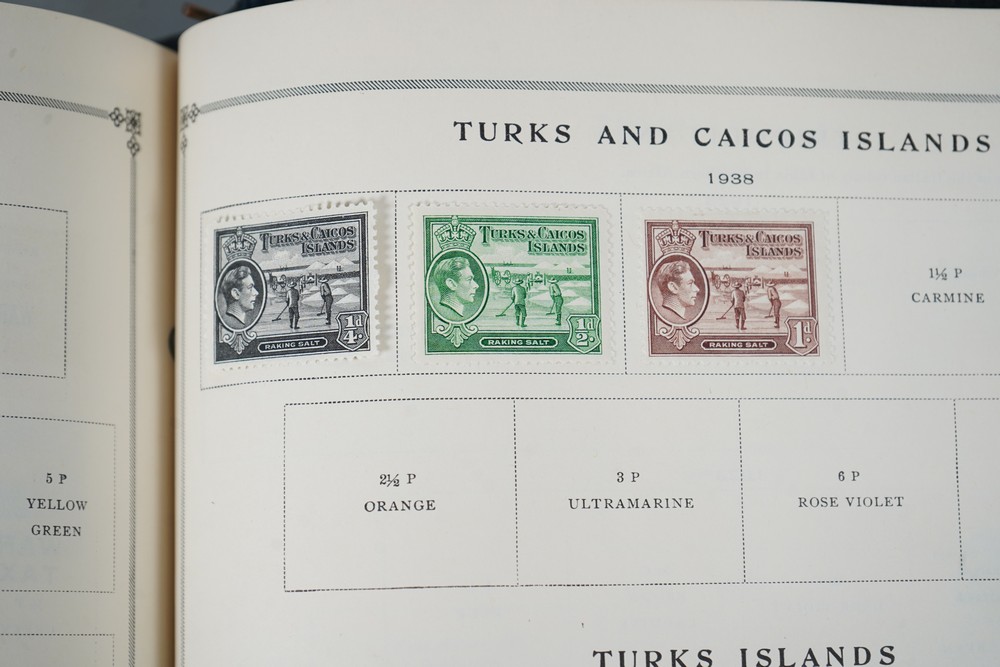 TURKS AND CAICOS ISLANDS
1938
TURKS & CAICOS
ISLANDS
1/4d
RAKING SALT
TURKS & CAICOS
ISLANDS
1/2d
RAKING SALT
TURKS & CAICOS
ISLANDS
1d
RAKING SALT
1½ P
CARMINE
5 P
YELLOW
GREEN
2½ P
ORANGE
3 P
ULTRAMARINE
6 P
ROSE VIOLET
TURKS ISLANDS